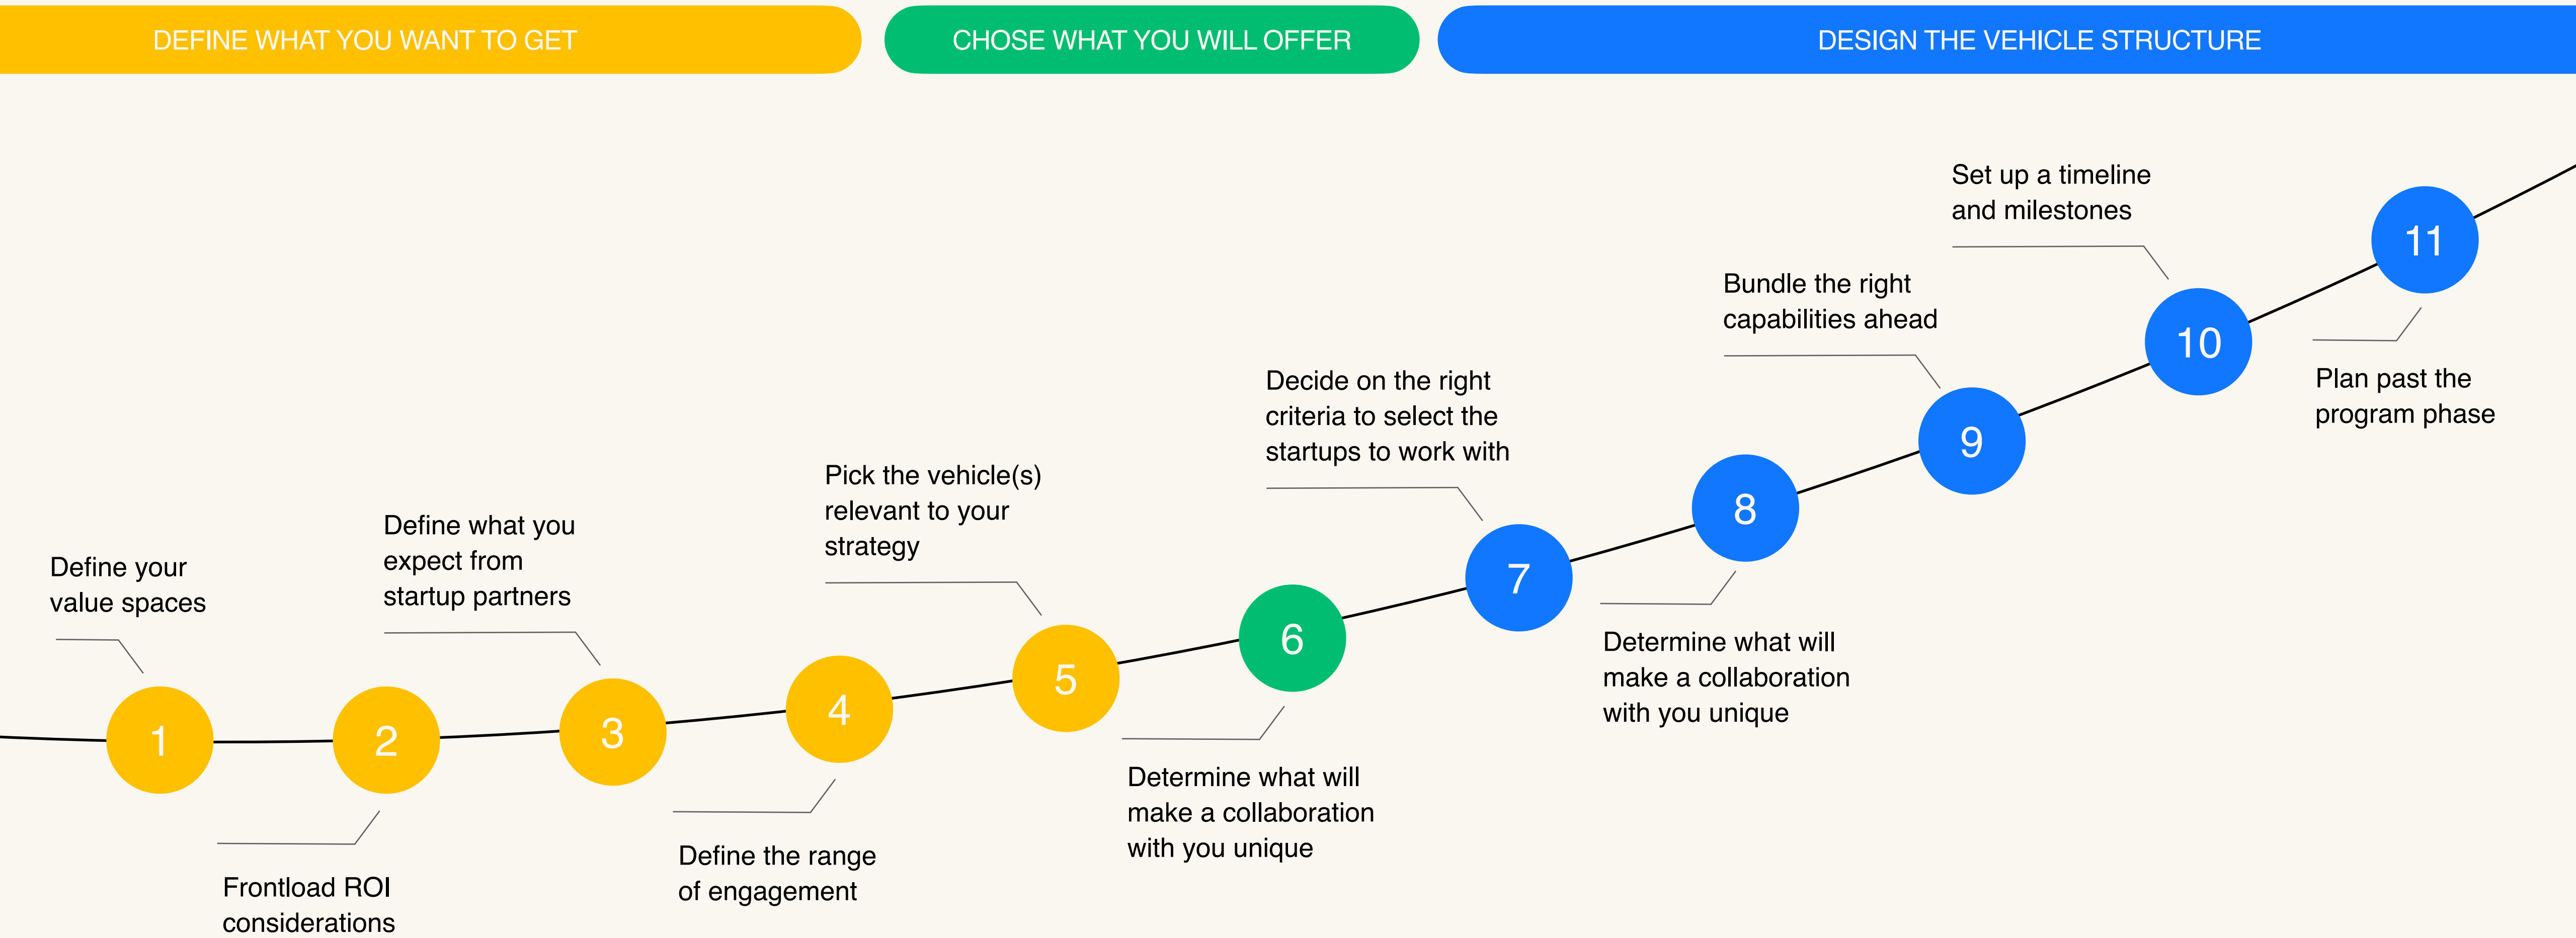 DEFINE WHAT YOU WANT TO GET
CHOSE WHAT YOU WILL OFFER
DESIGN THE VEHICLE STRUCTURE
Define your
value spaces
1
2
Frontload ROI
considerations
Define what you
expect from
startup partners
3
4
Define the range
of engagement
Pick the vehicle(s)
relevant to your
strategy
5
6
Determine what will
make a collaboration
with you unique
Decide on the right
criteria to select the
startups to work with
7
8
Determine what will
make a collaboration
with you unique
Bundle the right
capabilities ahead
9
Set up a timeline
and milestones
10
11
Plan past the
program phase